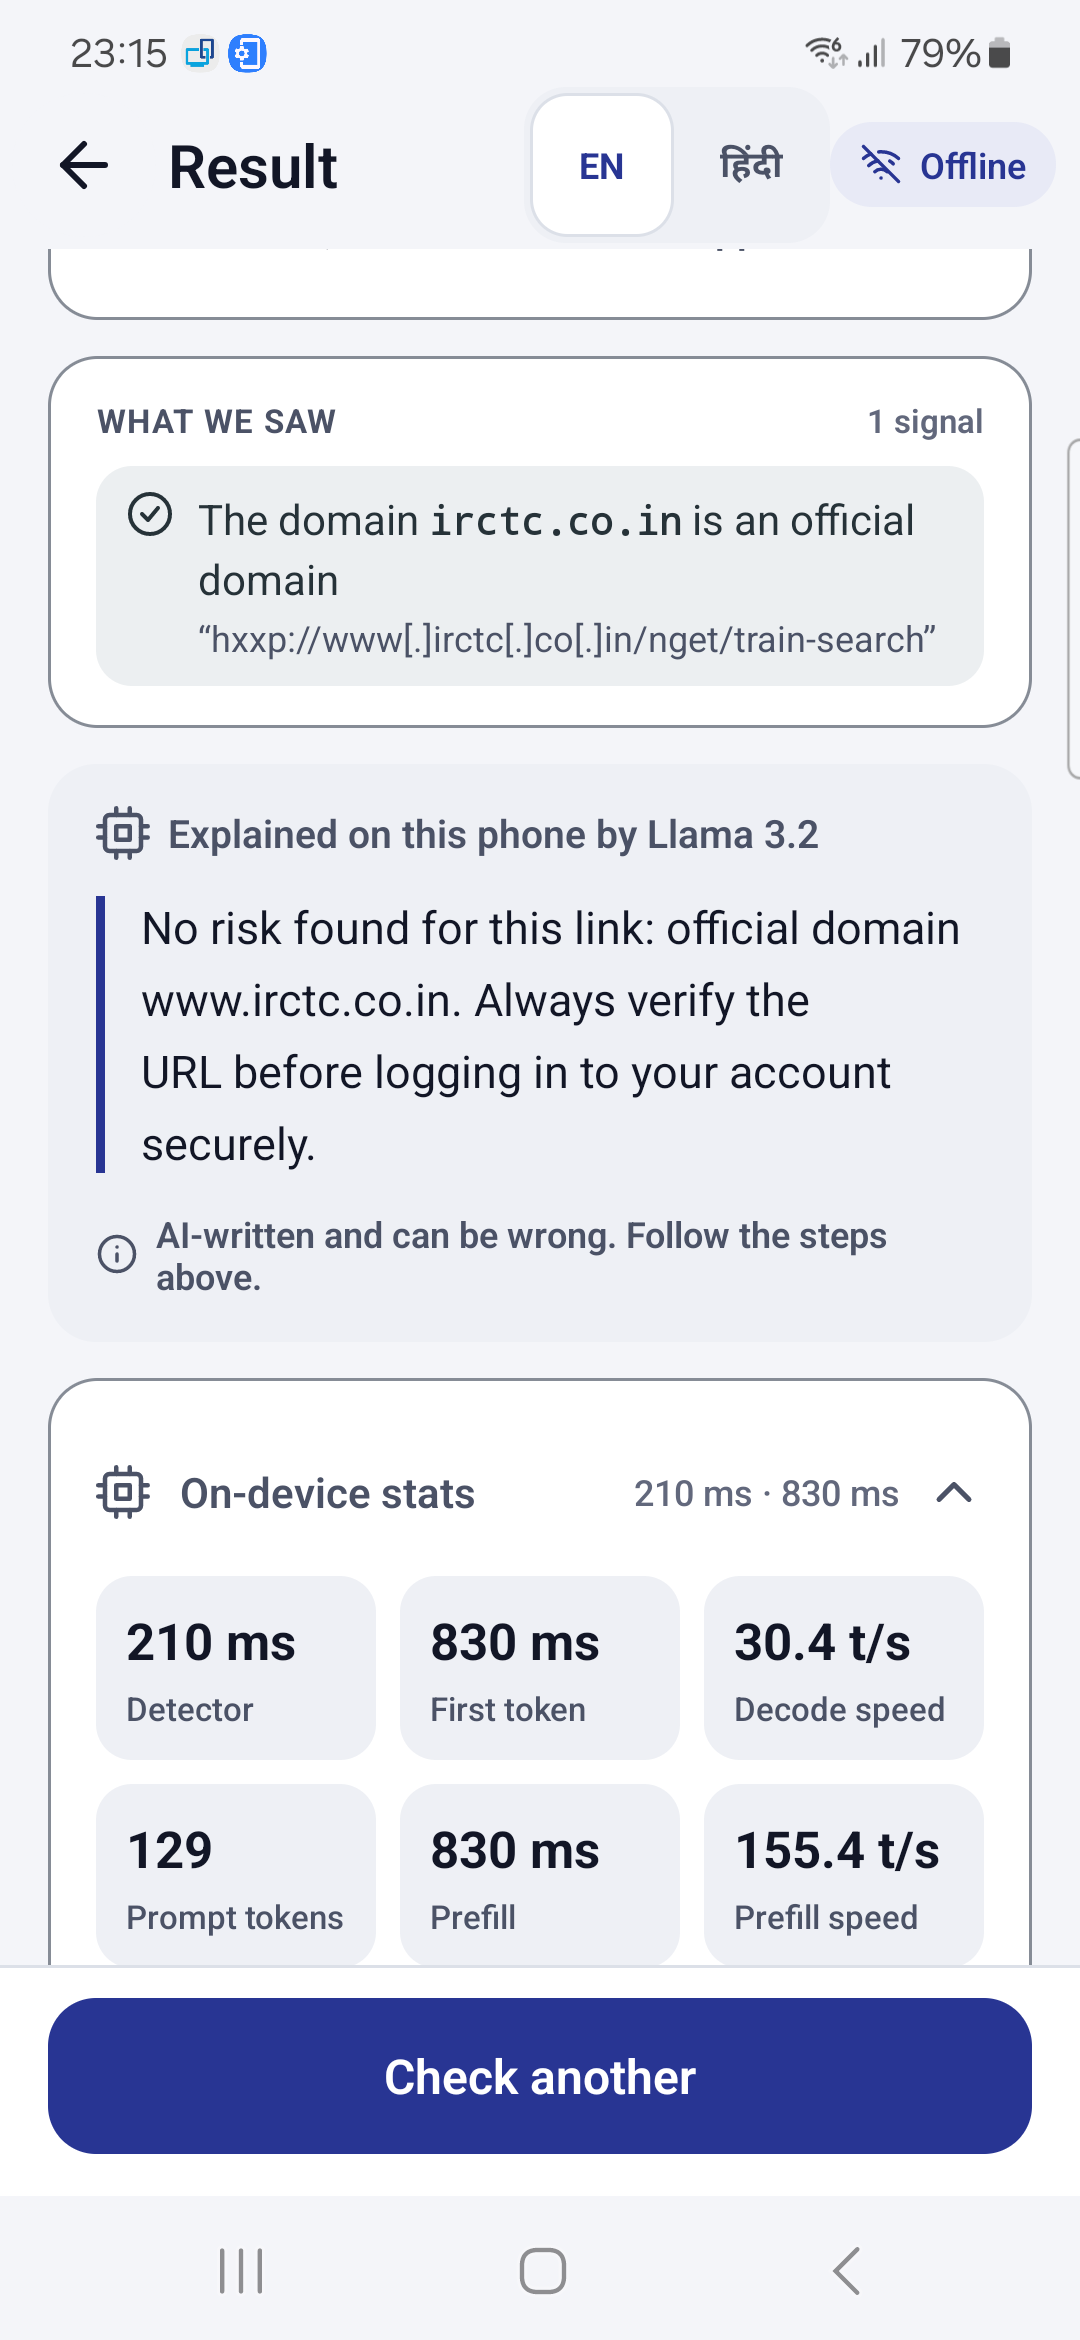 23:15
79%
Result
EN
हिंदी
Offline
WHAT WE SAW
1 signal
The domain irctc.co.in is an official
domain
“hxxp://www[.]irctc[.]co[.]in/nget/train-search”
Explained on this phone by Llama 3.2
No risk found for this link: official domain
www.irctc.co.in. Always verify the
URL before logging in to your account
securely.
AI-written and can be wrong. Follow the steps
above.
On-device stats
210 ms · 830 ms
210 ms
830 ms
30.4 t/s
Detector
First token
Decode speed
129
830 ms
155.4 t/s
Prompt tokens
Prefill
Prefill speed
Check another